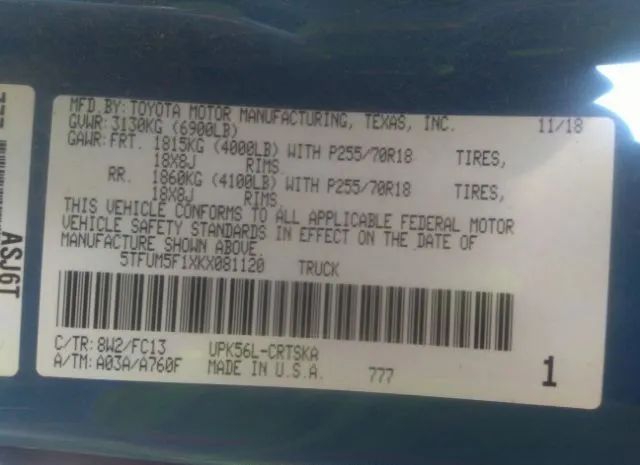 MFD.BY:TOYOTA MOTOR MANUFACTURING, TEXAS, INC. 11/18
GVWR:3130KG (6900LB)
GAWR:FRT. 1815KG (4000LB) WITH P255/70R18 TIRES,
18X8J RIMS.
RR. 1860KG (4100LB) WITH P255/70R18 TIRES,
18X8J RIMS.
THIS VEHICLE CONFORMS TO ALL APPLICABLE FEDERAL MOTOR
VEHICLE SAFETY STANDARDS IN EFFECT ON THE DATE OF
MANUFACTURE SHOWN ABOVE.
5TFUM5F1XKX081120 TRUCK
C/TR:8W2/FC13 UPK56L-CRTSKA
A/TM:A03A/A760F MADE IN U.S.A. 777 1
777
ASJ6T